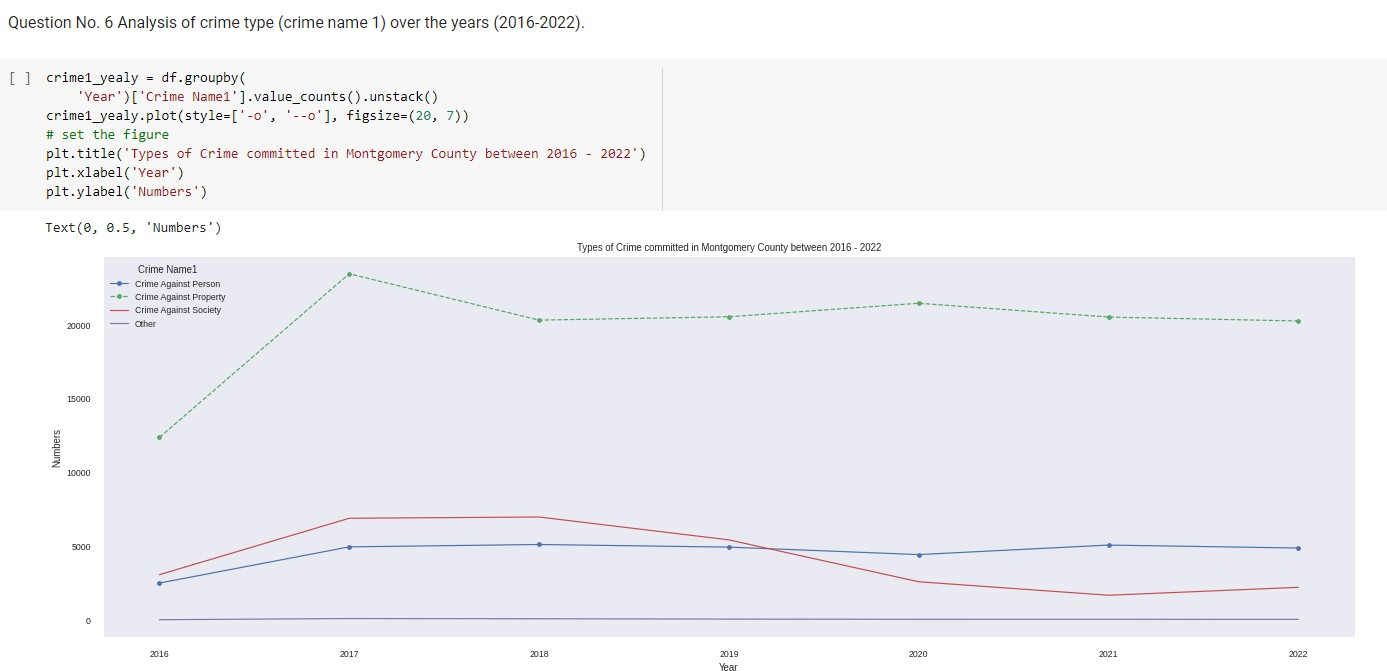 Question No. 6 Analysis of crime type (crime name 1) over the years (2016-2022).
[ ] crime1_yealy = df.groupby(
'Year')['Crime Name1'].value_counts().unstack()
crime1_yealy.plot(style=['-o', '--o'], figsize=(20, 7))
# set the figure
plt.title('Types of Crime committed in Montgomery County between 2016 - 2022')
plt.xlabel('Year')
plt.ylabel('Numbers')
Text(0, 0.5, 'Numbers')
Types of Crime committed in Montgomery County between 2016 - 2022
Crime Name1
Crime Against Person
Crime Against Property
Crime Against Society
Other
20000
15000
10000
5000
0
Numbers
2016 2017 2018 2019 2020 2021 2022
Year